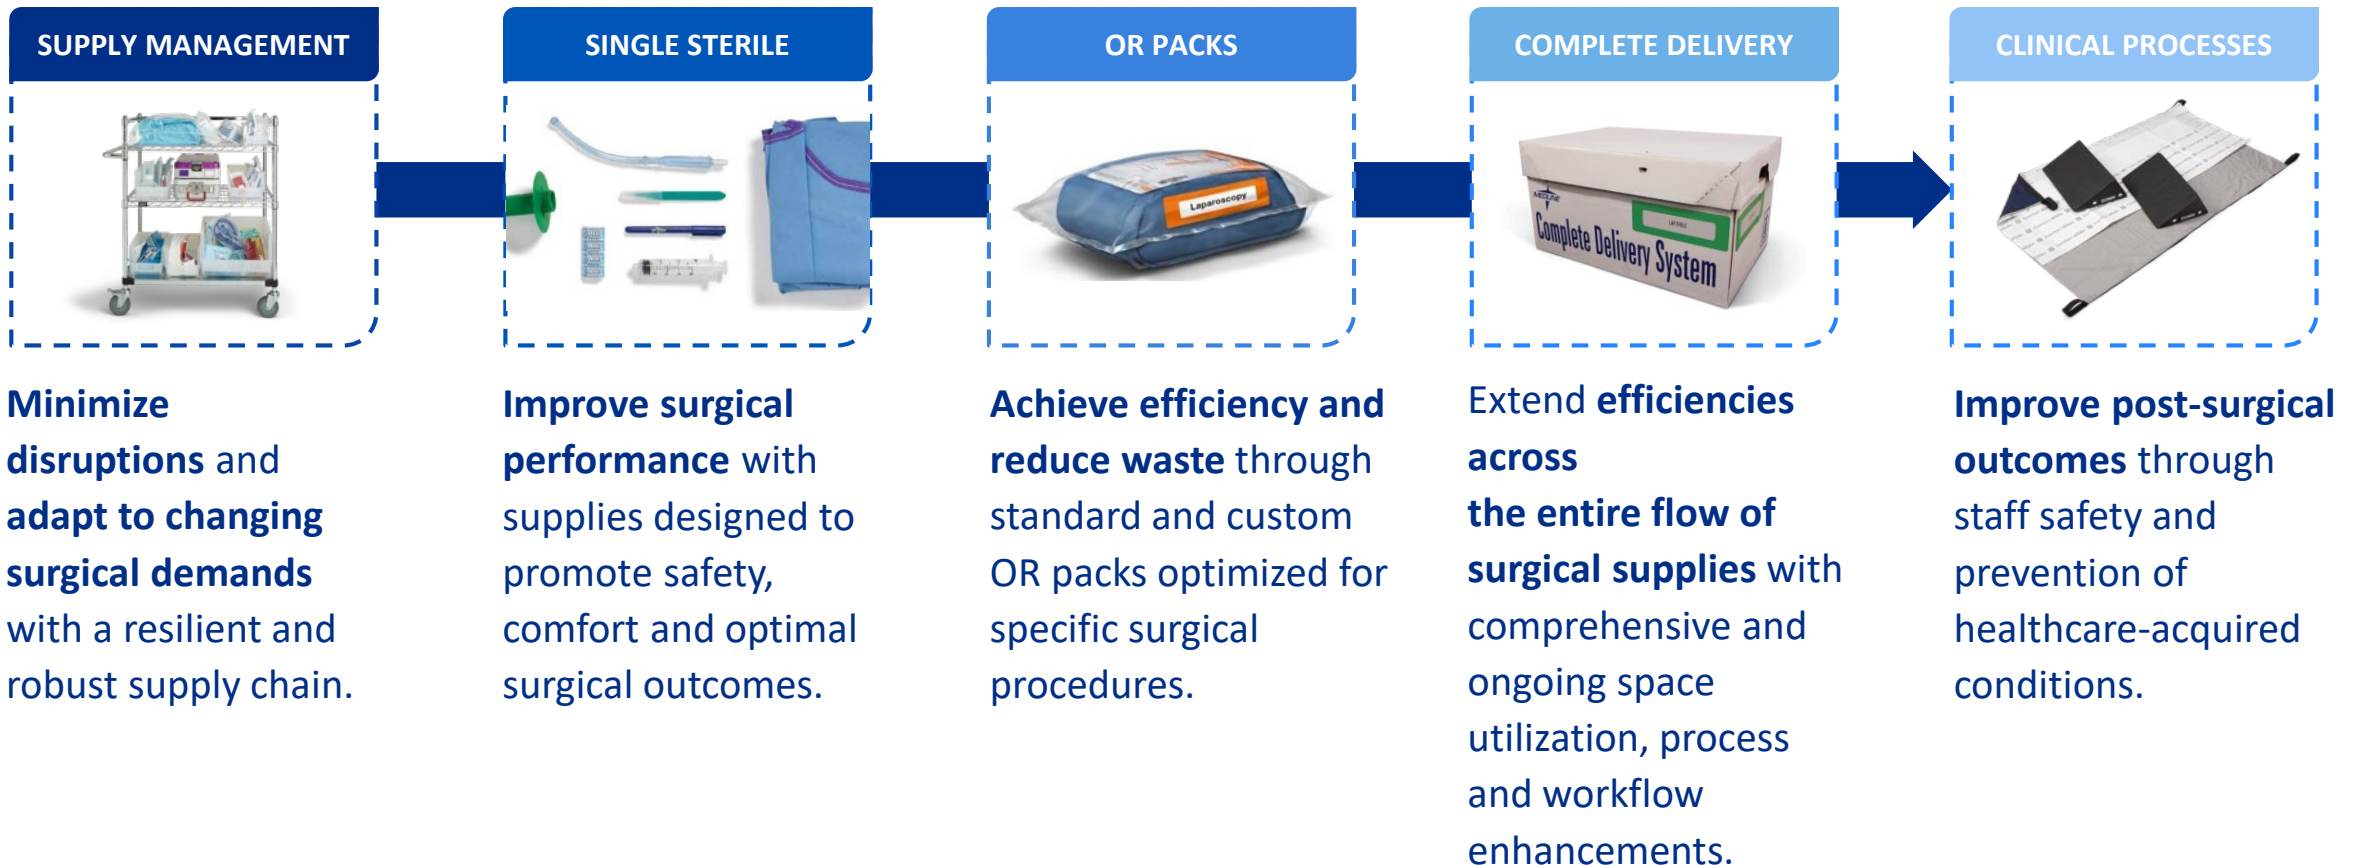 SUPPLY MANAGEMENT
SINGLE STERILE
OR PACKS
COMPLETE DELIVERY
CLINICAL PROCESSES
Laparoscopy
MEDLINE
Complete Delivery System
Minimize
disruptions and
adapt to changing
surgical demands
with a resilient and
robust supply chain.
Improve surgical
performance with
supplies designed to
promote safety,
comfort and optimal
surgical outcomes.
Achieve efficiency and
reduce waste through
standard and custom
OR packs optimized for
specific surgical
procedures.
Extend efficiencies
across
the entire flow of
surgical supplies with
comprehensive and
ongoing space
utilization, process
and workflow
enhancements.
Improve post-surgical
outcomes through
staff safety and
prevention of
healthcare-acquired
conditions.